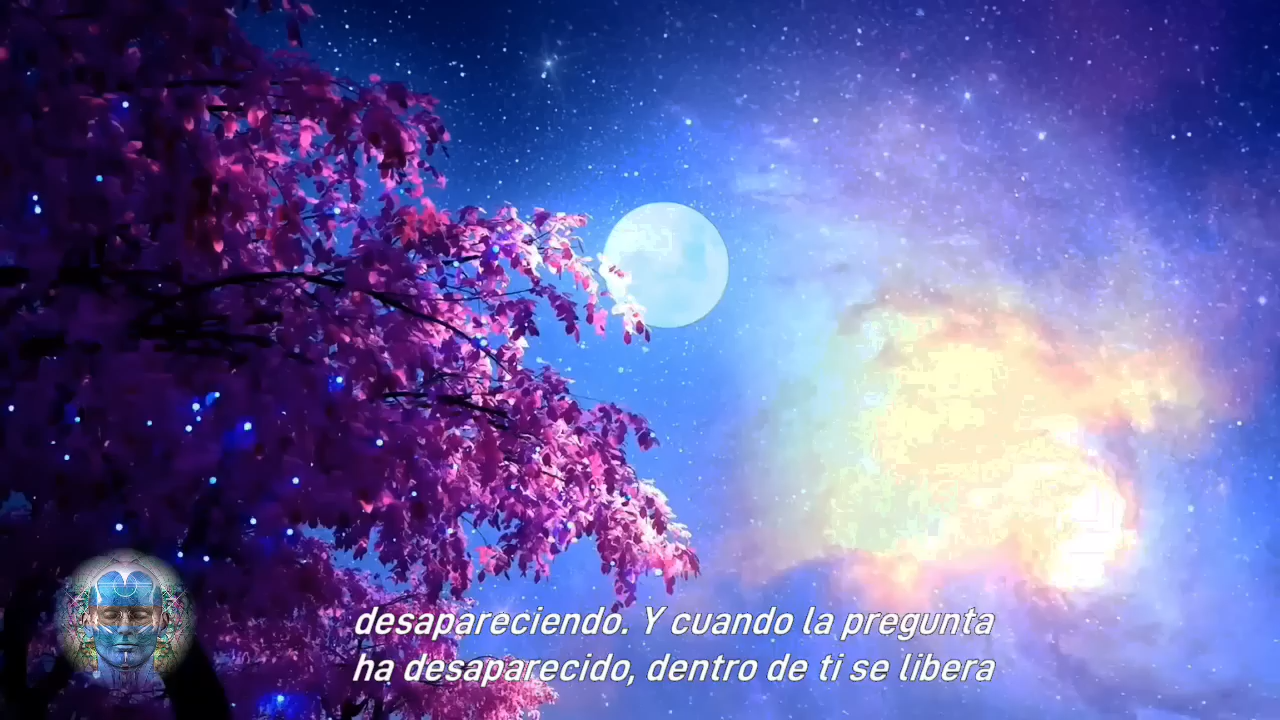 desapareciendo. Y cuando la pregunta
ha desaparecido, dentro de ti se libera